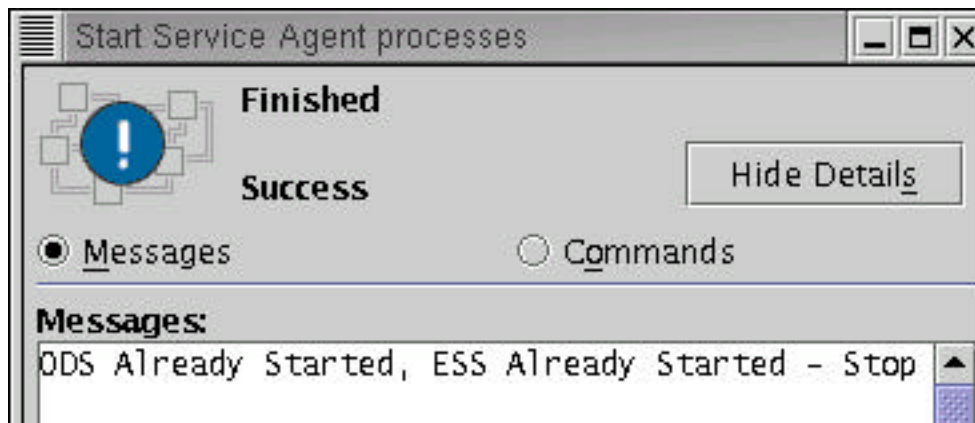 Start Service Agent processes
Finished
Success
Hide Details
Messages
Commands
Messages:
ODS Already Started, ESS Already Started – Stop